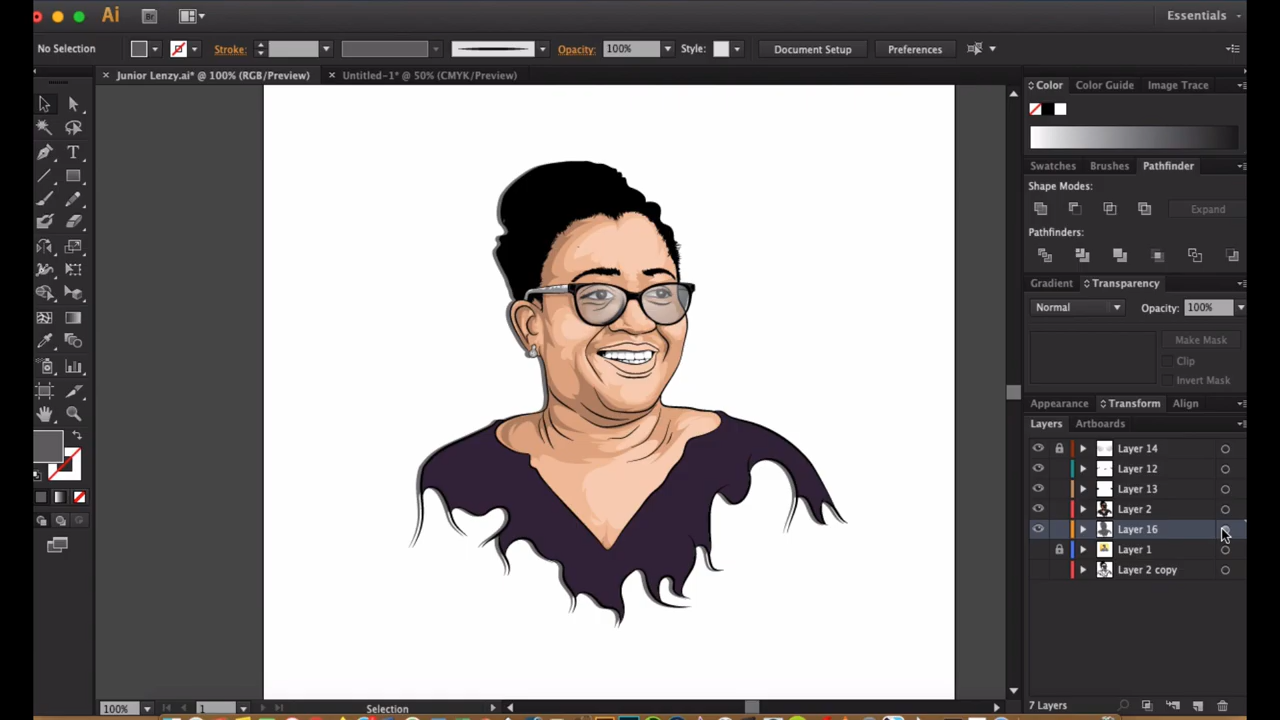 Ai Br Essentials
No Selection Stroke: Opacity: 100% Style: Document Setup Preferences
× Junior Lenzy.ai* @ 100% (RGB/Preview) × Untitled-1* @ 50% (CMYK/Preview)
Color Color Guide Image Trace
Swatches Brushes Pathfinder
Shape Modes:
Expand
Pathfinders:
Gradient Transparency
Normal Opacity: 100%
Make Mask
Clip
Invert Mask
Appearance Transform Align
Layers Artboards
Layer 14
Layer 12
Layer 13
Layer 2
Layer 16
Layer 1
Layer 2 copy
7 Layers
100% 1 Selection